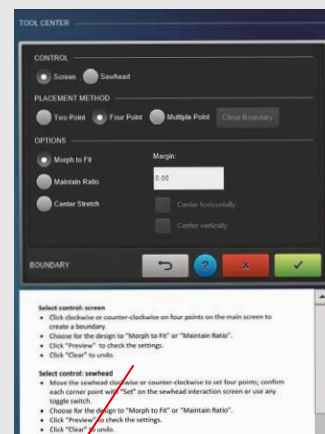 TOOL CENTER
CONTROL
Screen Sewhead
PLACEMENT METHOD
Two Point Four Point Multiple Point Close Boundary
OPTIONS
Morph to Fit Margin:
Maintain Ratio 0.00
Center Stretch Center horizontally
Center vertically
BOUNDARY ?
Select control: screen
• Click clockwise or counter-clockwise on four points on the main screen to
create a boundary.
• Choose for the design to "Morph to Fit" or "Maintain Ratio".
• Click "Preview" to check the settings.
• Click "Clear" to undo.
Select control: sewhead
• Move the sewhead clockwise or counter-clockwise to set four points; confirm
each corner point with "Set" on the sewhead interaction screen or use any
toggle switch.
• Choose for the design to "Morph to Fit" or "Maintain Ratio".
• Click "Preview" to check the settings.
• Click "Clear" to undo.